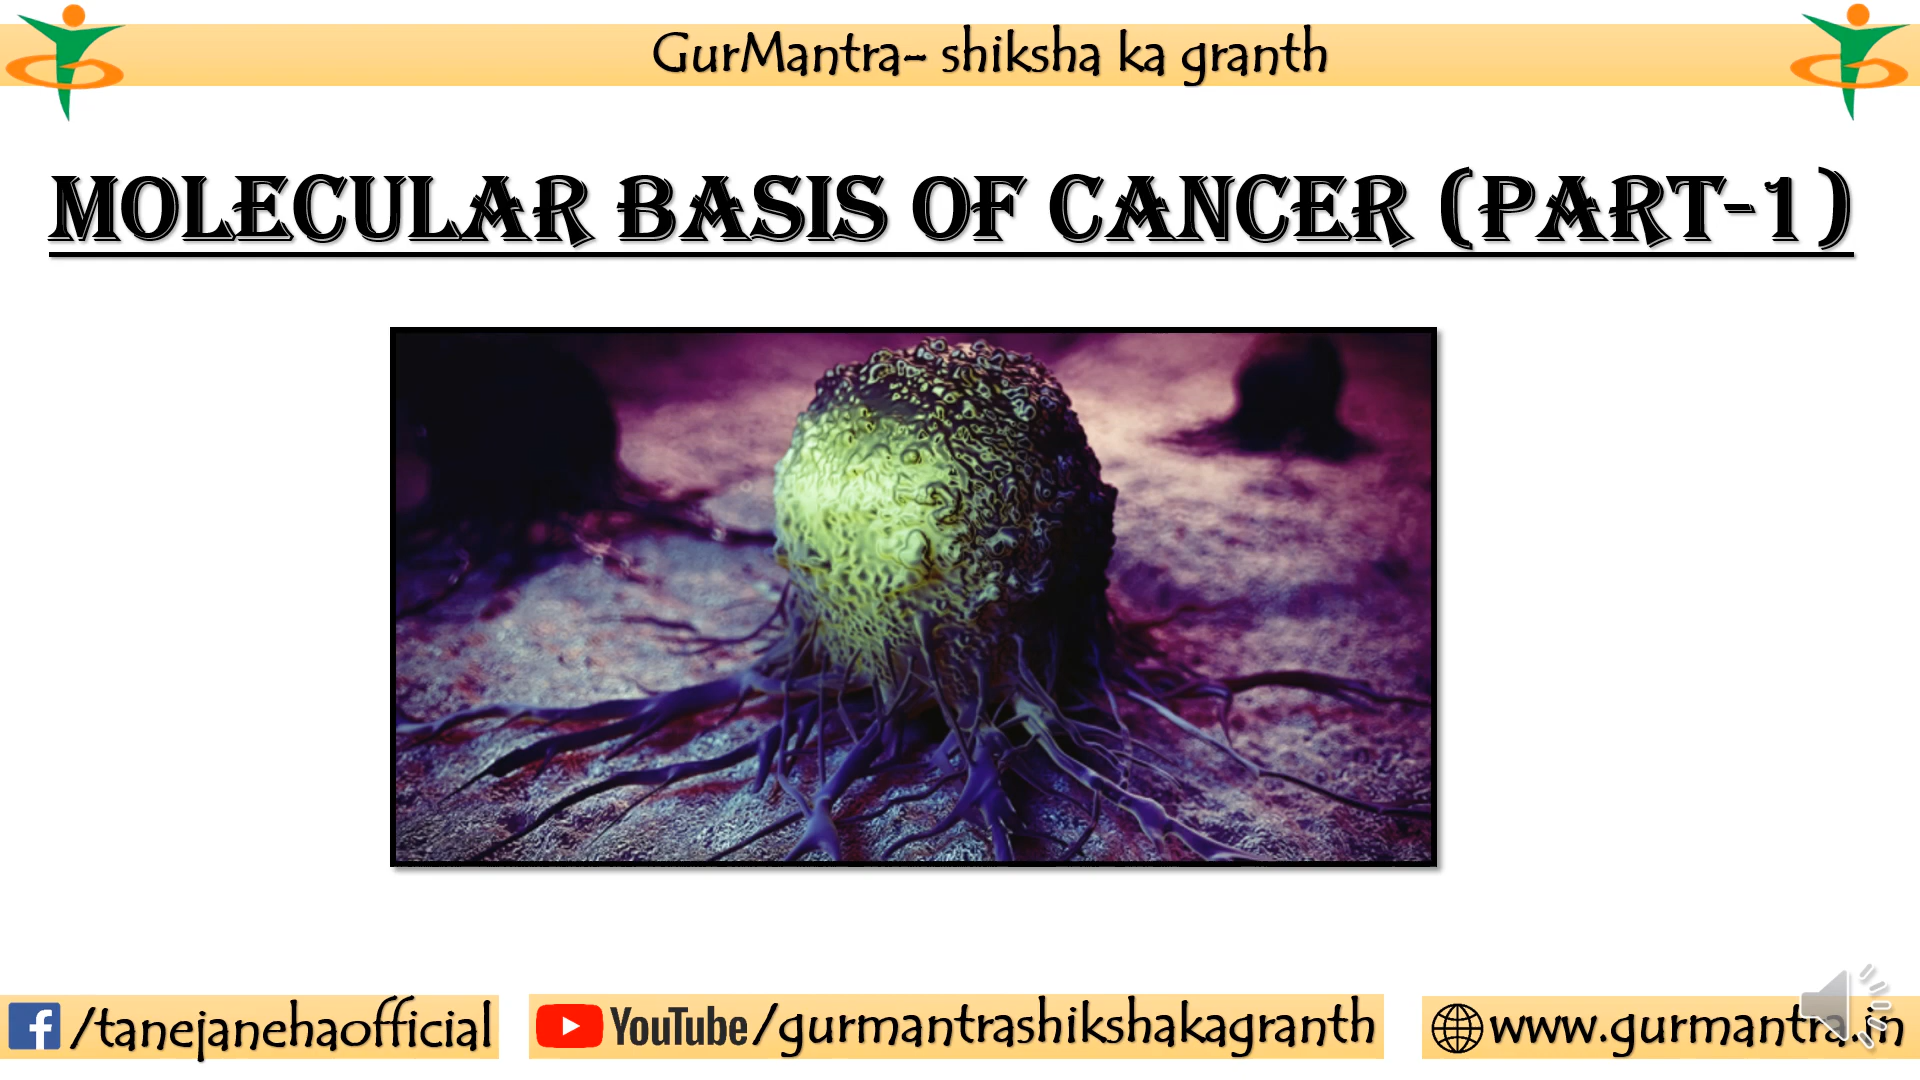 GurMantra- shiksha ka granth
MOLECULAR BASIS OF CANCER (PART-1)
/tanejanehaofficial
YouTube/gurmantrashikshakagranth
www.gurmantra.in